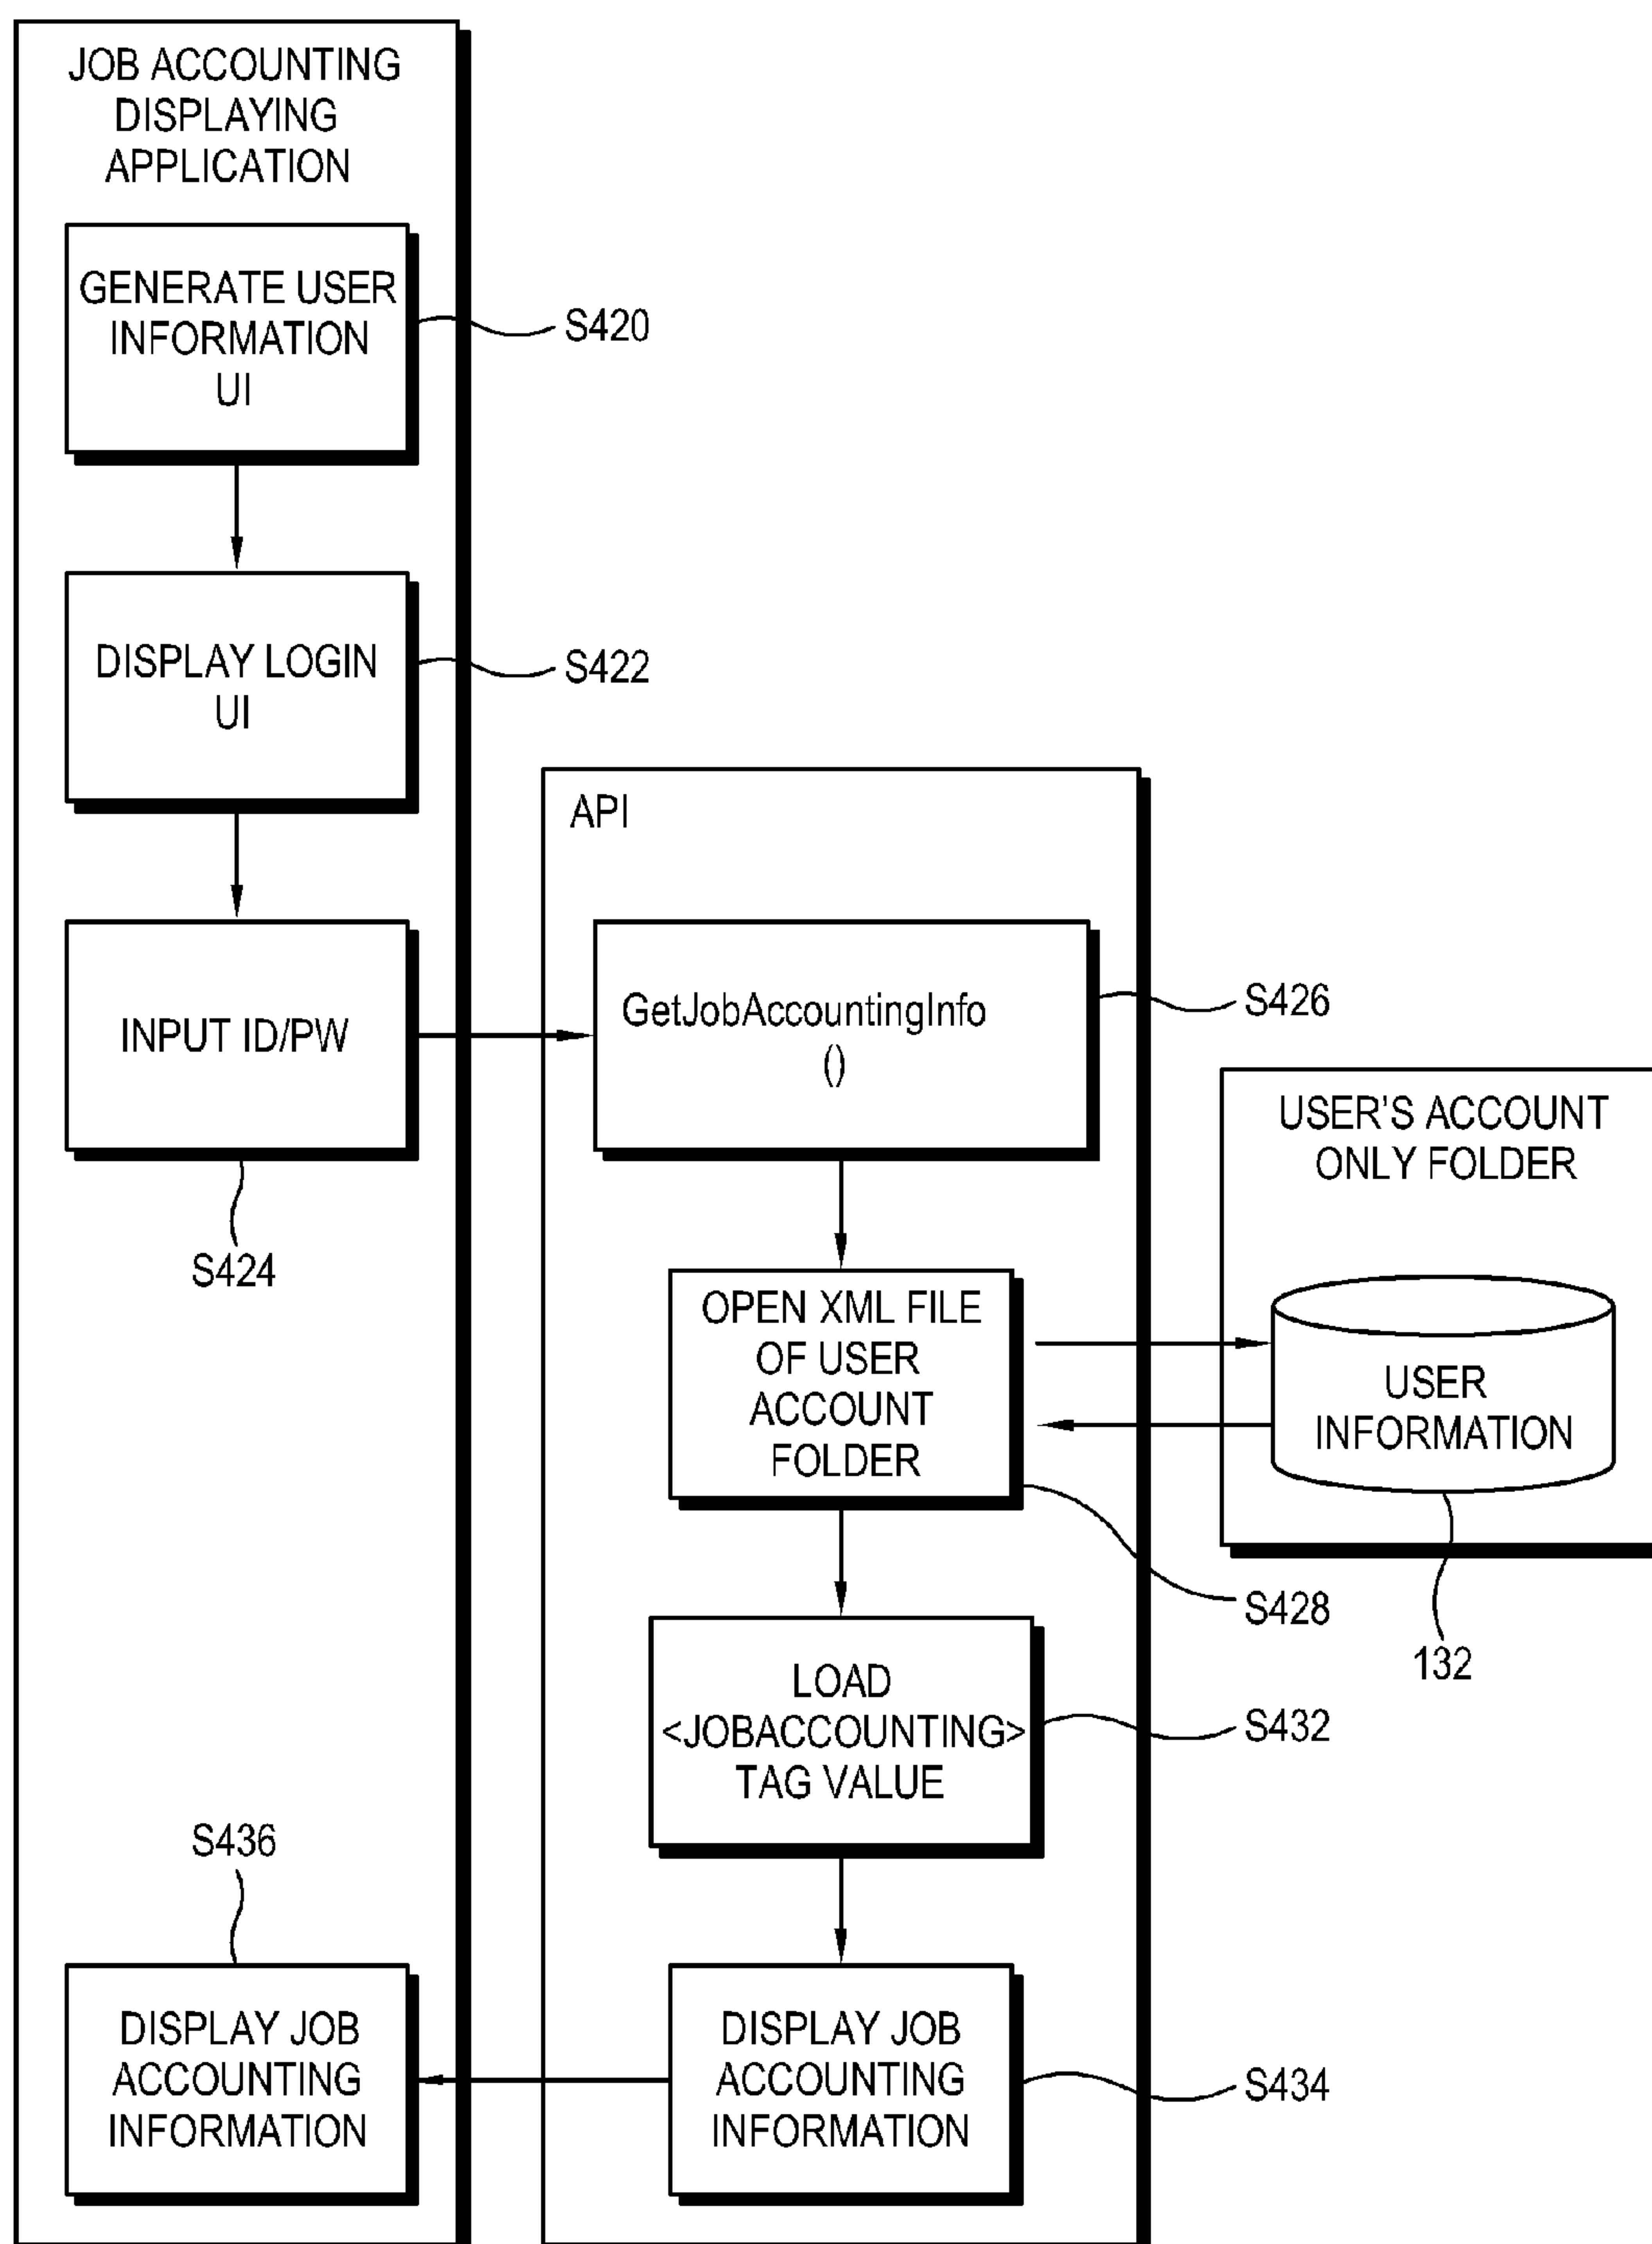 JOB ACCOUNTING
DISPLAYING
APPLICATION
GENERATE USER
INFORMATION
UI
S420
DISPLAY LOGIN
UI
S422
INPUT ID/PW
S424
API
GetJobAccountingInfo
()
S426
USER'S ACCOUNT
ONLY FOLDER
USER
INFORMATION
132
OPEN XML FILE
OF USER
ACCOUNT
FOLDER
S428
LOAD
<JOBACCOUNTING>
TAG VALUE
S432
DISPLAY JOB
ACCOUNTING
INFORMATION
S434
S436
DISPLAY JOB
ACCOUNTING
INFORMATION